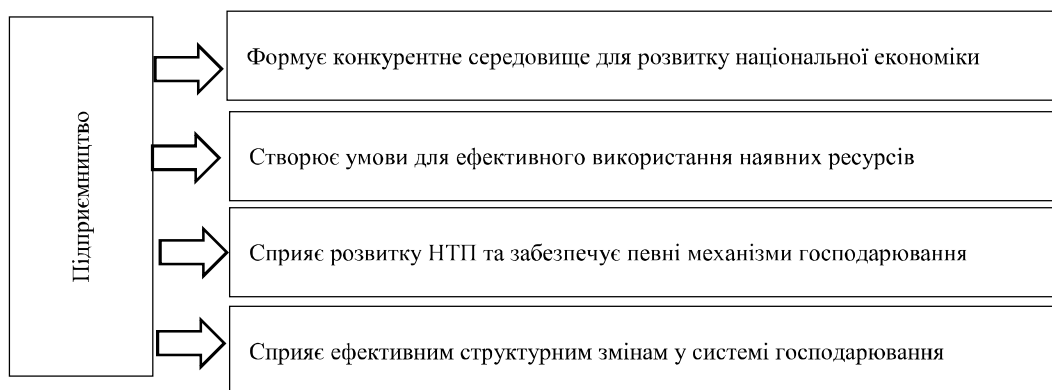 Підприємництво
Формує конкурентне середовище для розвитку національної економіки
Створює умови для ефективного використання наявних ресурсів
Сприяє розвитку НТП та забезпечує певні механізми господарювання
Сприяє ефективним структурним змінам у системі господарювання